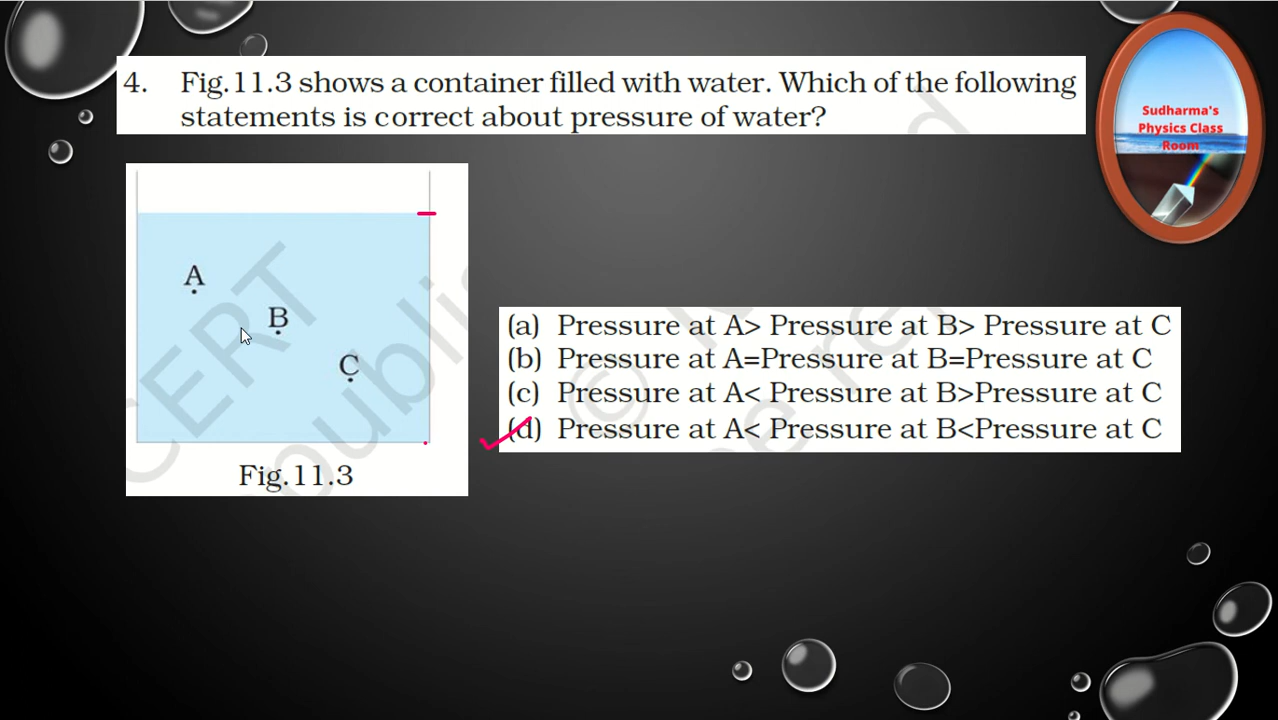 4. Fig.11.3 shows a container filled with water. Which of the following
statements is correct about pressure of water?
Sudharma's
Physics Class
Room
A
B
C
Fig.11.3
(a) Pressure at A> Pressure at B> Pressure at C
(b) Pressure at A=Pressure at B=Pressure at C
(c) Pressure at A< Pressure at B>Pressure at C
(d) Pressure at A< Pressure at B<Pressure at C